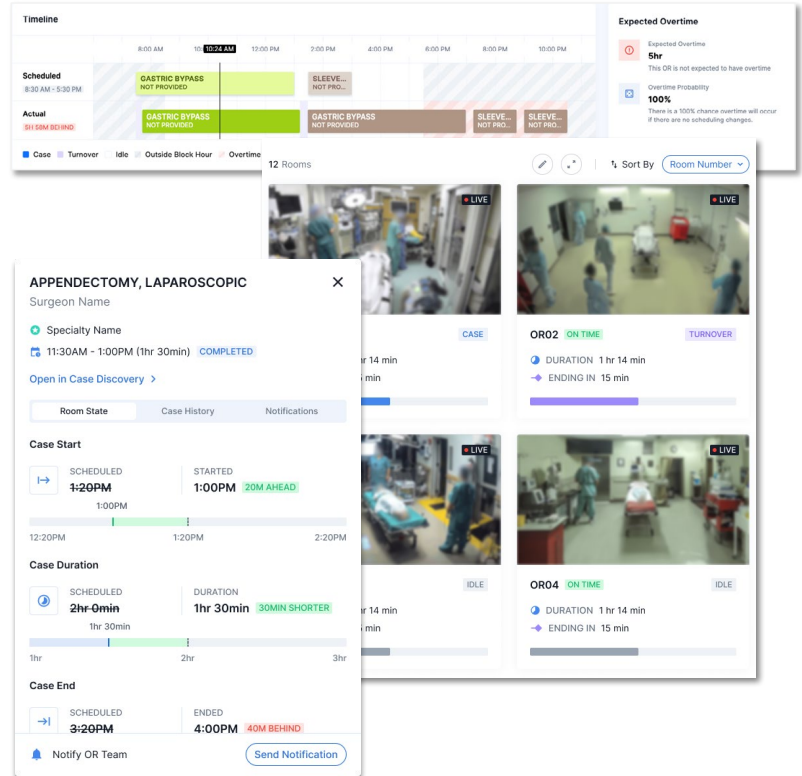 Timeline
8:00 AM 10: 10:24 AM 12:00 PM 2:00 PM 4:00 PM 6:00 PM 8:00 PM 10:00 PM
Scheduled
8:30 AM - 5:30 PM
GASTRIC BYPASS
NOT PROVIDED
SLEEVE...
NOT PRO...
Actual
5H 58M BEHIND
GASTRIC BYPASS
NOT PROVIDED
GASTRIC BYPASS
NOT PROVIDED
SLEEVE...
NOT PRO...
SLEEVE...
NOT PRO...
Case Turnover Idle Outside Block Hour Overtime
Expected Overtime
Expected Overtime
5hr
This OR is not expected to have overtime
Overtime Probability
100%
There is a 100% chance overtime will occur
if there are no scheduling changes.
12 Rooms
Sort By Room Number
LIVE
CASE
hr 14 min
min
LIVE
OR02 ON TIME TURNOVER
DURATION 1 hr 14 min
ENDING IN 15 min
LIVE
IDLE
hr 14 min
min
LIVE
OR04 ON TIME IDLE
DURATION 1 hr 14 min
ENDING IN 15 min
APPENDECTOMY, LAPAROSCOPIC
Surgeon Name
Specialty Name
11:30AM - 1:00PM (1hr 30min) COMPLETED
Open in Case Discovery >
Room State Case History Notifications
Case Start
SCHEDULED STARTED
1:20PM 1:00PM 20M AHEAD
1:00PM
12:20PM 1:20PM 2:20PM
Case Duration
SCHEDULED DURATION
2hr 0min 1hr 30min 30MIN SHORTER
1hr 30min
1hr 2hr 3hr
Case End
SCHEDULED ENDED
3:20PM 4:00PM 40M BEHIND
Notify OR Team Send Notification